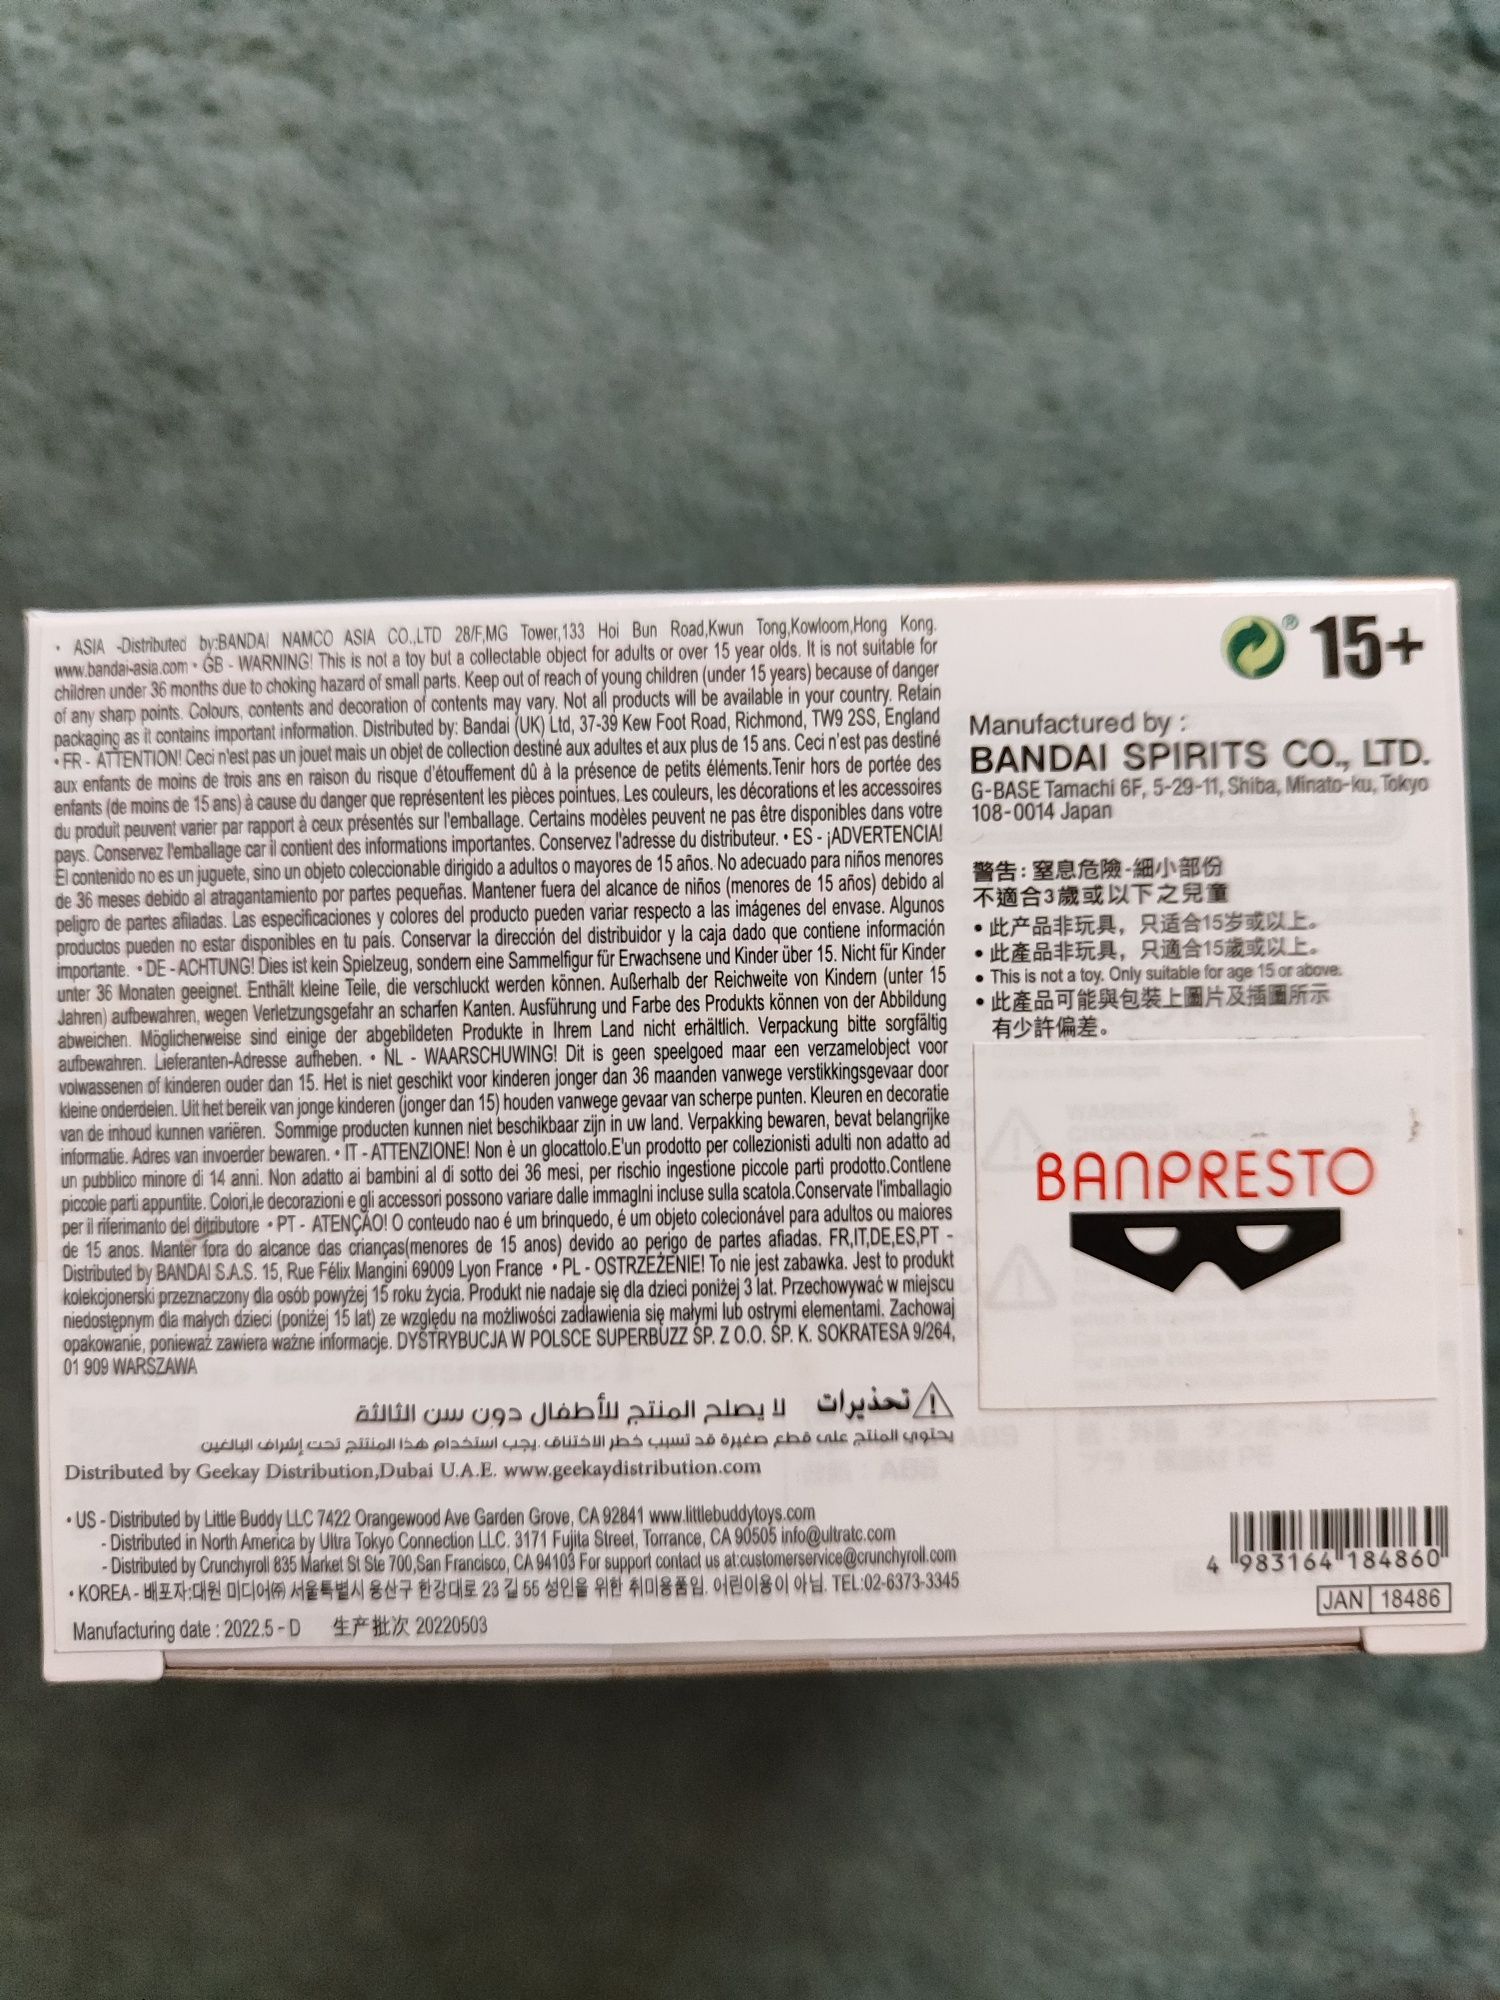 • ASIA -Distributed by:BANDAI NAMCO ASIA CO.,LTD 28/F,MG Tower,133 Hoi Bun Road,Kwun Tong,Kowloom,Hong Kong.
www.bandai-asia.com • GB - WARNING! This is not a toy but a collectable object for adults or over 15 year olds. It is not suitable for
children under 36 months due to choking hazard of small parts. Keep out of reach of young children (under 15 years) because of danger
of any sharp points. Colours, contents and decoration of contents may vary. Not all products will be available in your country. Retain
packaging as it contains important information. Distributed by: Bandai (UK) Ltd, 37-39 Kew Foot Road, Richmond, TW9 2SS, England
• FR - ATTENTION! Ceci n'est pas un jouet mais un objet de collection destiné aux adultes et aux plus de 15 ans. Ceci n'est pas destiné
aux enfants de moins de trois ans en raison du risque d'étouffement dû à la présence de petits éléments.Tenir hors de portée des
enfants (de moins de 15 ans) à cause du danger que représentent les pièces pointues, Les couleurs, les décorations et les accessoires
du produit peuvent varier par rapport à ceux présentés sur l'emballage. Certains modèles peuvent ne pas être disponibles dans votre
pays. Conservez l'emballage car il contient des informations importantes. Conservez l'adresse du distributeur. • ES - ¡ADVERTENCIA!
El contenido no es un juguete, sino un objeto coleccionable dirigido a adultos o mayores de 15 años. No adecuado para niños menores
de 36 meses debido al atragantamiento por partes pequeñas. Mantener fuera del alcance de niños (menores de 15 años) debido al
peligro de partes afiladas. Las especificaciones y colores del producto pueden variar respecto a las imágenes del envase. Algunos
productos pueden no estar disponibles en tu país. Conservar la dirección del distribuidor y la caja dado que contiene información
importante. • DE - ACHTUNG! Dies ist kein Spielzeug, sondern eine Sammelfigur für Erwachsene und Kinder über 15. Nicht für Kinder
unter 36 Monaten geeignet. Enthält kleine Teile, die verschluckt werden können. Außerhalb der Reichweite von Kindern (unter 15
Jahren) aufbewahren, wegen Verletzungsgefahr an scharfen Kanten. Ausführung und Farbe des Produkts können von der Abbildung
abweichen. Möglicherweise sind einige der abgebildeten Produkte in Ihrem Land nicht erhältlich. Verpackung bitte sorgfältig
aufbewahren. Lieferanten-Adresse aufheben. • NL - WAARSCHUWING! Dit is geen speelgoed maar een verzamelobject voor
volwassenen of kinderen ouder dan 15. Het is niet geschikt voor kinderen jonger dan 36 maanden vanwege verstikkingsgevaar door
kleine onderdelen. Uit het bereik van jonge kinderen (jonger dan 15) houden vanwege gevaar van scherpe punten. Kleuren en decoratie
van de inhoud kunnen variëren. Sommige producten kunnen niet beschikbaar zijn in uw land. Verpakking bewaren, bevat belangrijke
informatie. Adres van invoerder bewaren. • IT - ATTENZIONE! Non è un glocattolo.E'un prodotto per collezionisti adulti non adatto ad
un pubblico minore di 14 anni. Non adatto ai bambini al di sotto dei 36 mesi, per rischio ingestione piccole parti prodotto.Contlene
piccole parti appuntite. Colori,le decorazioni e gli accessori possono variare dalle immaglni incluse sulla scatola.Conservate l'imballagio
per il riferimanto del ditributore • PT - ATENÇÃO! O conteudo nao é um brinquedo, é um objeto colecionável para adultos ou maiores
de 15 anos. Manter fora do alcance das crianças(menores de 15 anos) devido ao perigo de partes afiadas. FR,IT,DE,ES,PT -
Distributed by BANDAI S.A.S. 15, Rue Félix Mangini 69009 Lyon France • PL - OSTRZEŻENIE! To nie jest zabawka. Jest to produkt
kolekcjonerski przeznaczony dla osób powyżej 15 roku życia. Produkt nie nadaje się dla dzieci poniżej 3 lat. Przechowywać w miejscu
niedostępnym dla małych dzieci (poniżej 15 lat) ze względu na możliwości zadławienia się małymi lub ostrymi elementami. Zachowaj
opakowanie, ponieważ zawiera ważne informacje. DYSTRYBUCJA W POLSCE SUPERBUZZ SP. Z O.O. SP. K. SOKRATESA 9/264,
01 909 WARSZAWA
تحذيرات لا يصلح المنتج للأطفال دون سن الثالثة
يحتوي المنتج على قطع صغيرة قد تسبب خطر الاختناق. يجب استخدام هذا المنتج تحت إشراف البالغين
Distributed by Geekay Distribution,Dubai U.A.E. www.geekaydistribution.com
• US - Distributed by Little Buddy LLC 7422 Orangewood Ave Garden Grove, CA 92841 www.littlebuddytoys.com
- Distributed in North America by Ultra Tokyo Connection LLC. 3171 Fujita Street, Torrance, CA 90505 info@ultratc.com
- Distributed by Crunchyroll 835 Market St Ste 700,San Francisco, CA 94103 For support contact us at:customerservice@crunchyroll.com
• KOREA - 배포자:대원 미디어㈜ 서울특별시 용산구 한강대로 23 길 55 성인을 위한 취미용품임. 어린이용이 아님. TEL:02-6373-3345
Manufacturing date : 2022.5 - D 生产批次 20220503
15+
Manufactured by :
BANDAI SPIRITS CO., LTD.
G-BASE Tamachi 6F, 5-29-11, Shiba, Minato-ku, Tokyo
108-0014 Japan
警告: 窒息危險-細小部份
不適合3歲或以下之兒童
• 此产品非玩具，只适合15岁或以上。
• 此產品非玩具，只適合15歲或以上。
• This is not a toy. Only suitable for age 15 or above.
• 此產品可能與包裝上圖片及插圖所示
有少許偏差。
BANPRESTO
4 983164 184860
JAN 18486